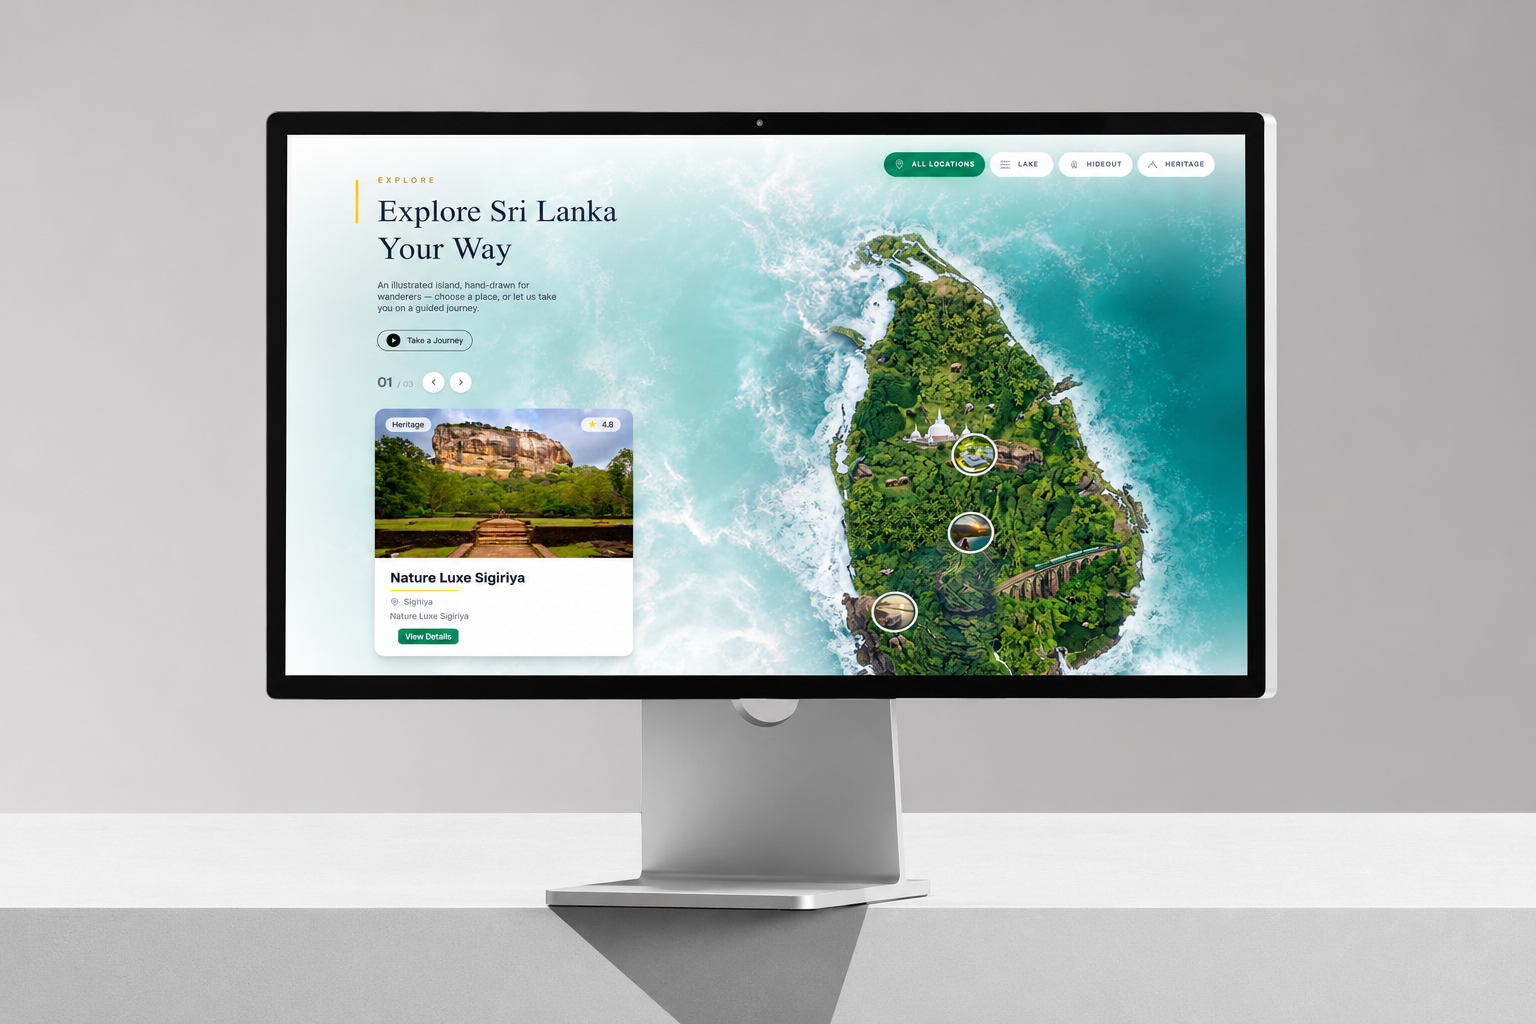 EXPLORE
Explore Sri Lanka
Your Way
An illustrated island, hand-drawn for
wanderers — choose a place, or let us take
you on a guided journey.
Take a Journey
01 / 03
Heritage
4.8
Nature Luxe Sigiriya
Sigiriya
Nature Luxe Sigiriya
View Details
ALL LOCATIONS
LAKE
HIDEOUT
HERITAGE